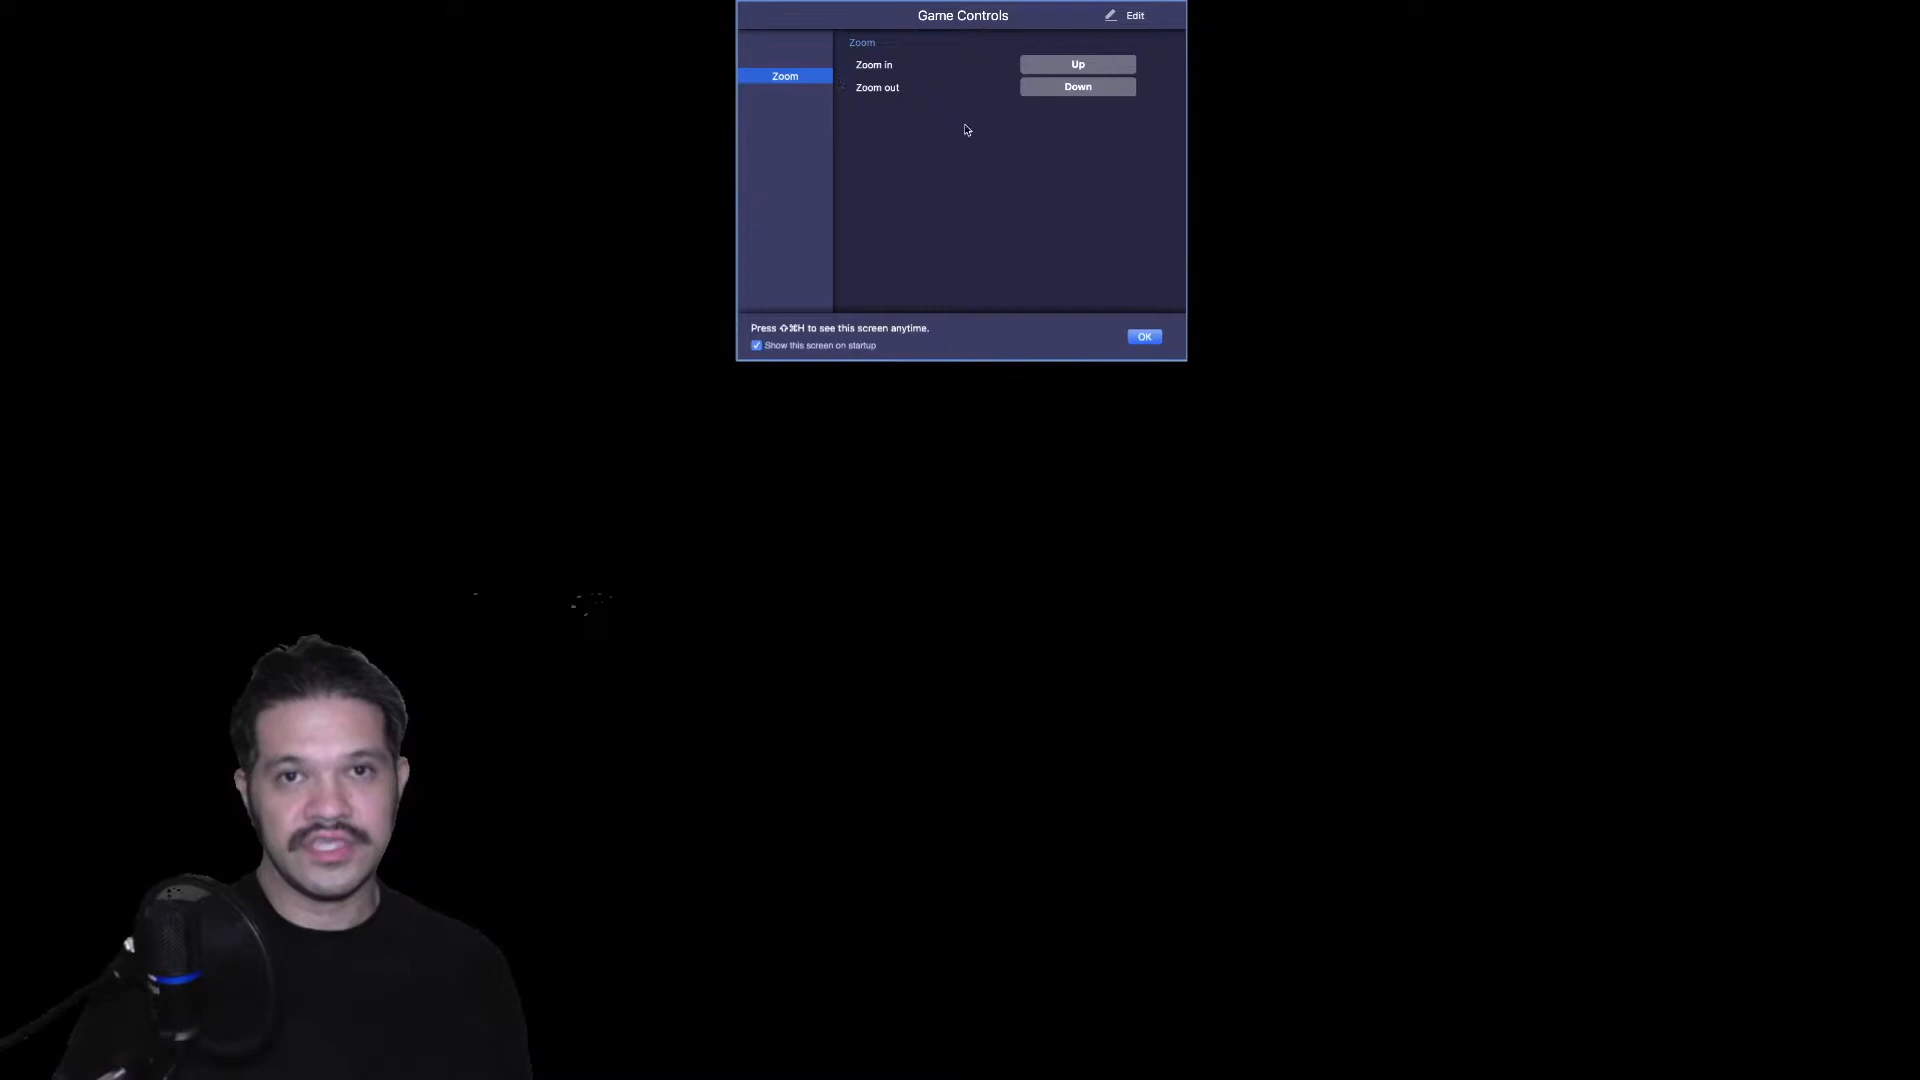 Game Controls
Edit
Zoom
Zoom
Zoom in
Up
Zoom out
Down
Press ⇧⌘H to see this screen anytime.
Show this screen on startup
OK